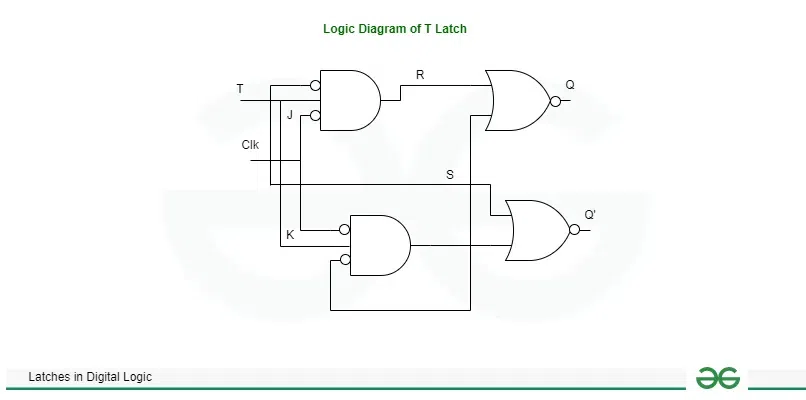 Logic Diagram of T Latch
R
Q
T
J
Clk
S
Q'
K
Latches in Digital Logic